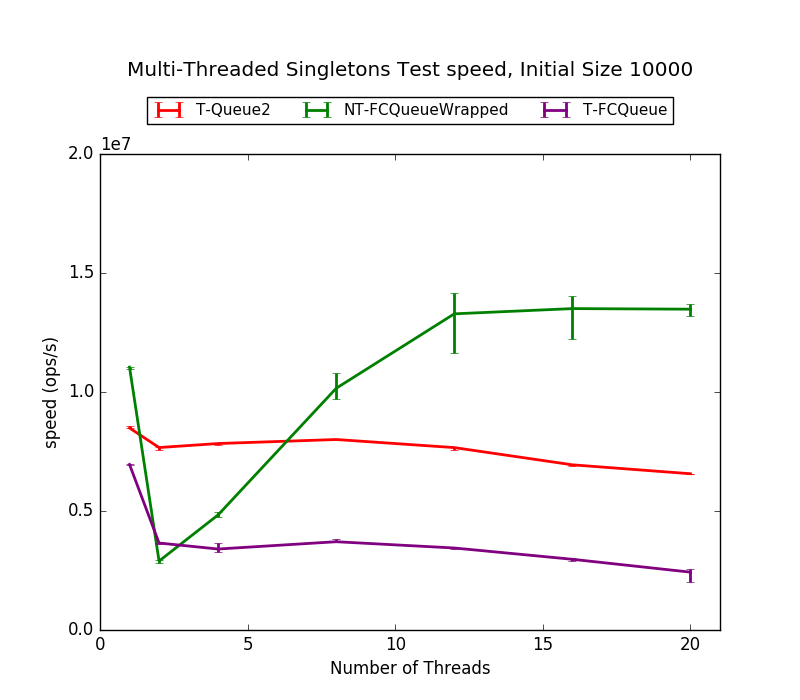 Multi-Threaded Singletons Test speed, Initial Size 10000
T-Queue2 NT-FCQueueWrapped T-FCQueue
1e7
2.0
1.5
1.0
0.5
0.0
speed (ops/s)
0 5 10 15 20
Number of Threads